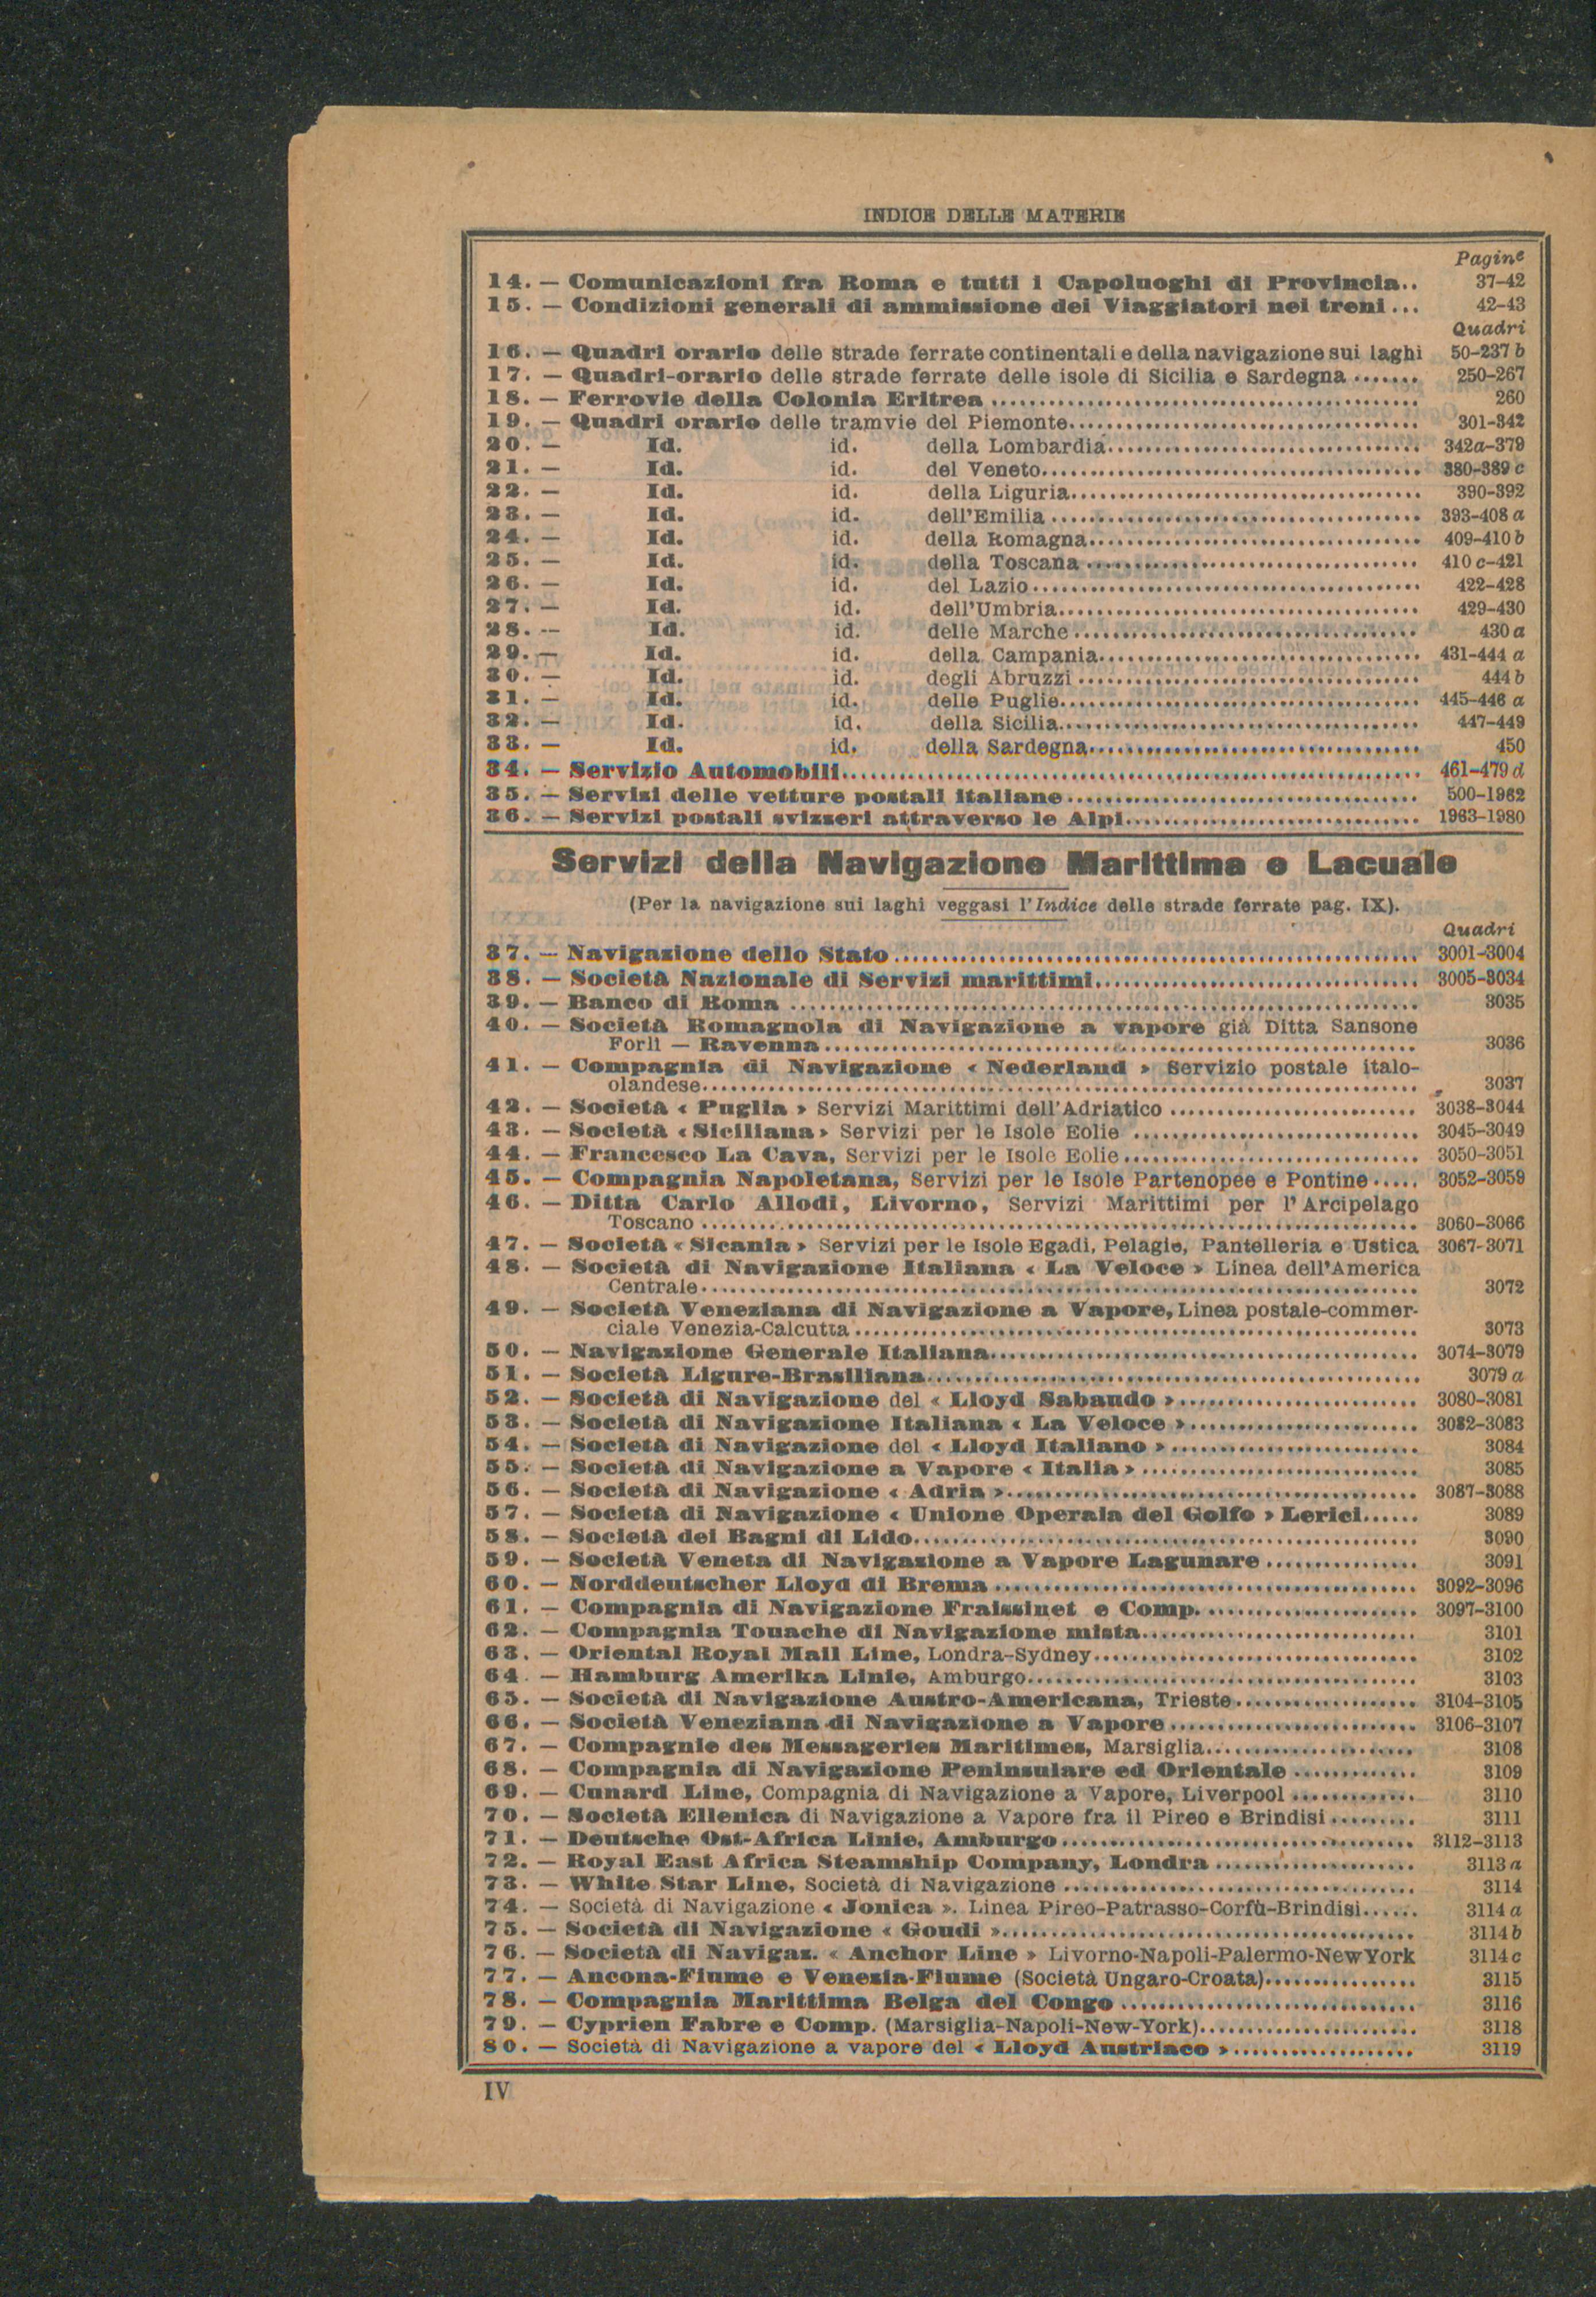 INDICE DELLE MATERIE
Pagine
14. — Comunicazioni fra Roma e tutti i Capoluoghi di Provincia.. 37-42
15. — Condizioni generali di ammissione dei Viaggiatori nei treni... 42-43
Quadri
16. — Quadri orario delle strade ferrate continentali e della navigazione sui laghi 50-237 b
17. — Quadri-orario delle strade ferrate delle isole di Sicilia e Sardegna ....... 250-267
18. — Ferrovie della Colonia Eritrea ........ 260
19. — Quadri orario delle tramvie del Piemonte........ 301-342
20. — Id. id. della Lombardia........ 342a-379
21. — Id. id. del Veneto........ 380-389 c
22. — Id. id. della Liguria........ 390-392
23. — Id. id. dell'Emilia ........ 393-408 a
24. — Id. id. della Romagna........ 409-410 b
25. — Id. id. della Toscana ........ 410 c-421
26. — Id. id. del Lazio........ 422-428
27. — Id. id. dell'Umbria........ 429-430
28. — Id. id. delle Marche ........ 430 a
29. — Id. id. della Campania........ 431-444 a
30. — Id. id. degli Abruzzi ........ 444 b
31. — Id. id. delle Puglie........ 445-446 a
32. — Id. id. della Sicilia........ 447-449
33. — Id. id. della Sardegna........ 450
34. — Servizio Automobili........ 461-479 d
35. — Servizi delle vetture postali italiane........ 500-1962
36. — Servizi postali svizzeri attraverso le Alpi........ 1963-1980
Servizi della Navigazione Marittima e Lacuale
(Per la navigazione sui laghi veggasi l'Indice delle strade ferrate pag. IX).
Quadri
37. — Navigazione dello Stato ........ 3001-3004
38. — Società Nazionale di Servizi marittimi........ 3005-3034
39. — Banco di Roma ........ 3035
40. — Società Romagnola di Navigazione a vapore già Ditta Sansone
Forlì — Ravenna........ 3036
41. — Compagnia di Navigazione « Nederland » Servizio postale italo-
olandese........ 3037
42. — Società « Puglia » Servizi Marittimi dell'Adriatico ........ 3038-3044
43. — Società « Siciliana » Servizi per le Isole Eolie ........ 3045-3049
44. — Francesco La Cava, Servizi per le Isole Eolie........ 3050-3051
45. — Compagnia Napoletana, Servizi per le Isole Partenopee e Pontine..... 3052-3059
46. — Ditta Carlo Allodi, Livorno, Servizi Marittimi per l'Arcipelago
Toscano ........ 3060-3066
47. — Società « Sicania » Servizi per le Isole Egadi, Pelagie, Pantelleria e Ustica 3067-3071
48. — Società di Navigazione Italiana « La Veloce » Linea dell'America
Centrale........ 3072
49. — Società Veneziana di Navigazione a Vapore, Linea postale-commer-
ciale Venezia-Calcutta ........ 3073
50. — Navigazione Generale Italiana........ 3074-3079
51. — Società Ligure-Brasiliana........ 3079 a
52. — Società di Navigazione del « Lloyd Sabaudo »........ 3080-3081
53. — Società di Navigazione Italiana « La Veloce »........ 3082-3083
54. — Società di Navigazione del « Lloyd Italiano »........ 3084
55. — Società di Navigazione a Vapore « Italia »........ 3085
56. — Società di Navigazione « Adria »........ 3087-3088
57. — Società di Navigazione « Unione Operaia del Golfo » Lerici...... 3089
58. — Società dei Bagni di Lido........ 3090
59. — Società Veneta di Navigazione a Vapore Lagunare ........ 3091
60. — Norddeutscher Lloyd di Brema ........ 3092-3096
61. — Compagnia di Navigazione Fraissinet e Comp. ........ 3097-3100
62. — Compagnia Touache di Navigazione mista........ 3101
63. — Oriental Royal Mail Line, Londra-Sydney........ 3102
64. — Hamburg Amerika Linie, Amburgo........ 3103
65. — Società di Navigazione Austro-Americana, Trieste........ 3104-3105
66. — Società Veneziana di Navigazione a Vapore ........ 3106-3107
67. — Compagnie des Messageries Maritimes, Marsiglia........ 3108
68. — Compagnia di Navigazione Peninsulare ed Orientale ........ 3109
69. — Cunard Line, Compagnia di Navigazione a Vapore, Liverpool ........ 3110
70. — Società Ellenica di Navigazione a Vapore fra il Pireo e Brindisi ........ 3111
71. — Deutsche Ost-Africa Linie, Amburgo........ 3112-3113
72. — Royal East Africa Steamship Company, Londra ........ 3113 a
73. — White Star Line, Società di Navigazione ........ 3114
74. — Società di Navigazione « Jonica ». Linea Pireo-Patrasso-Corfù-Brindisi...... 3114 a
75. — Società di Navigazione « Goudi »........ 3114 b
76. — Società di Navigaz. « Anchor Line » Livorno-Napoli-Palermo-New York 3114 c
77. — Ancona-Fiume e Venezia-Fiume (Società Ungaro-Croata)........ 3115
78. — Compagnia Marittima Belga del Congo ........ 3116
79. — Cyprien Fabre e Comp. (Marsiglia-Napoli-New-York)........ 3118
80. — Società di Navigazione a vapore del « Lloyd Austriaco »........ 3119
IV